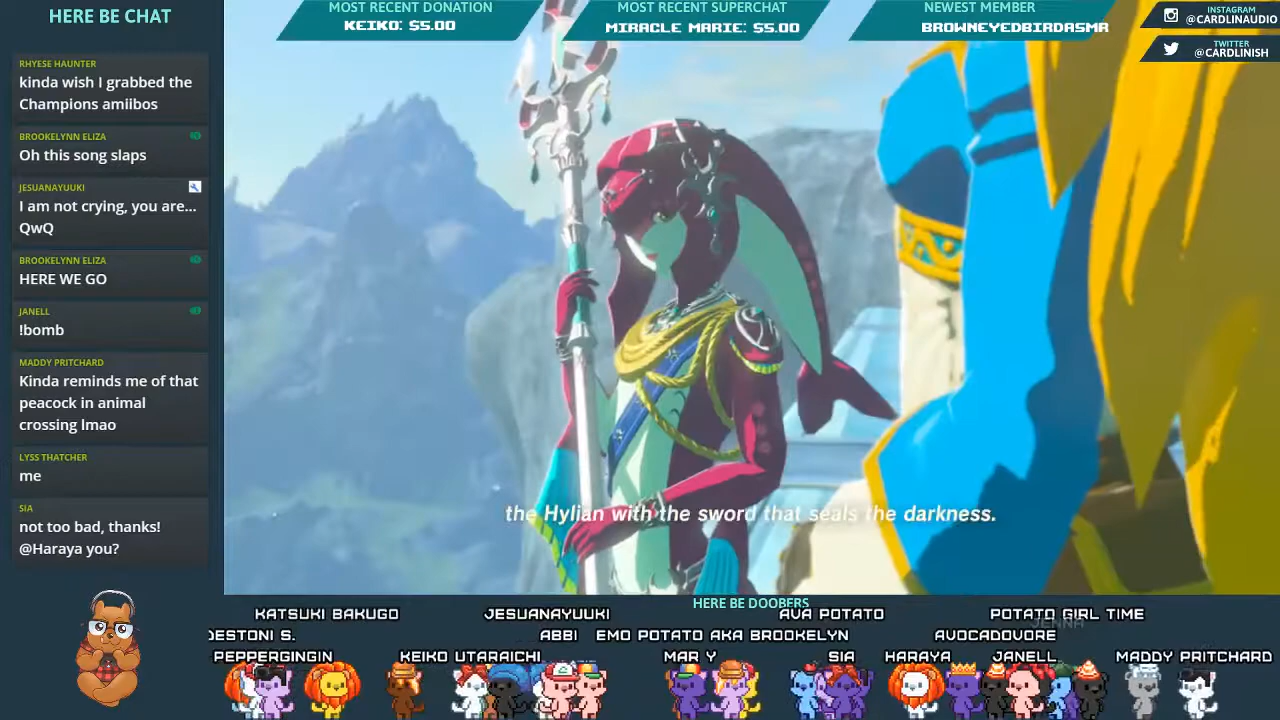 HERE BE CHAT
MOST RECENT DONATION
KEIKO: $5.00
MOST RECENT SUPERCHAT
MIRACLE MARIE: $5.00
NEWEST MEMBER
BROWNEYEDBIRDASMR
INSTAGRAM
@CARDLINAUDIO
TWITTER
@CARDLINISH
RHYESE HAUNTER
kinda wish I grabbed the
Champions amiibos
BROOKELYNN ELIZA
Oh this song slaps
JESUANAYUUKI
I am not crying, you are...
QwQ
BROOKELYNN ELIZA
HERE WE GO
JANELL
!bomb
MADDY PRITCHARD
Kinda reminds me of that
peacock in animal
crossing lmao
LYSS THATCHER
me
SIA
not too bad, thanks!
@Haraya you?
the Hylian with the sword that seals the darkness.
HERE BE DOOBERS
KATSUKI BAKUGO
JESUANAYUUKI
AVA POTATO
POTATO GIRL TIME
JENNA
DESTONI S.
ABBI
EMO POTATO AKA BROOKELYN
AVOCADOVORE
PEPPERGINGIN
KEIKO UTARAICHI
MAR Y
SIA
HARAYA
JANELL
MADDY PRITCHARD